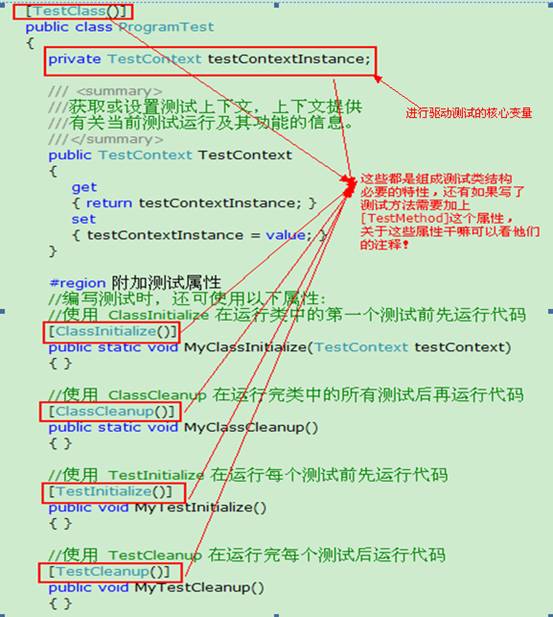 [TestClass()]
public class ProgramTest
{
private TestContext testContextInstance;
进行驱动测试的核心变量
/// <summary>
///获取或设置测试上下文，上下文提供
///有关当前测试运行及其功能的信息。
///</summary>
public TestContext TestContext
{
get
{ return testContextInstance; }
set
{ testContextInstance = value; }
}
这些都是组成测试类结构
必要的特性，还有如果写了
测试方法需要加上
[TestMethod]这个属性，
关于这些属性干嘛可以看他们
的注释！
#region 附加测试属性
//编写测试时，还可使用以下属性:
//使用 ClassInitialize 在运行类中的第一个测试前先运行代码
[ClassInitialize()]
public static void MyClassInitialize(TestContext testContext)
{ }
//使用 ClassCleanup 在运行完类中的所有测试后再运行代码
[ClassCleanup()]
public static void MyClassCleanup()
{ }
//使用 TestInitialize 在运行每个测试前先运行代码
[TestInitialize()]
public void MyTestInitialize()
{ }
//使用 TestCleanup 在运行完每个测试后运行代码
[TestCleanup()]
public void MyTestCleanup()
{ }